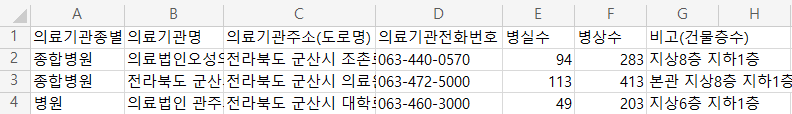 A B C D E F G H
1 의료기관종별 의료기관명 의료기관주소(도로명) 의료기관전화번호 병실수 병상수 비고(건물층수)
2 종합병원 의료법인오성의 전라북도 군산시 조촌로 063-440-0570 94 283 지상8층 지하1층
3 종합병원 전라북도 군산 전라북도 군산시 의료원 063-472-5000 113 413 본관 지상8층 지하1층
4 병원 의료법인 관주 전라북도 군산시 대학로 063-460-3000 49 203 지상6층 지하1층